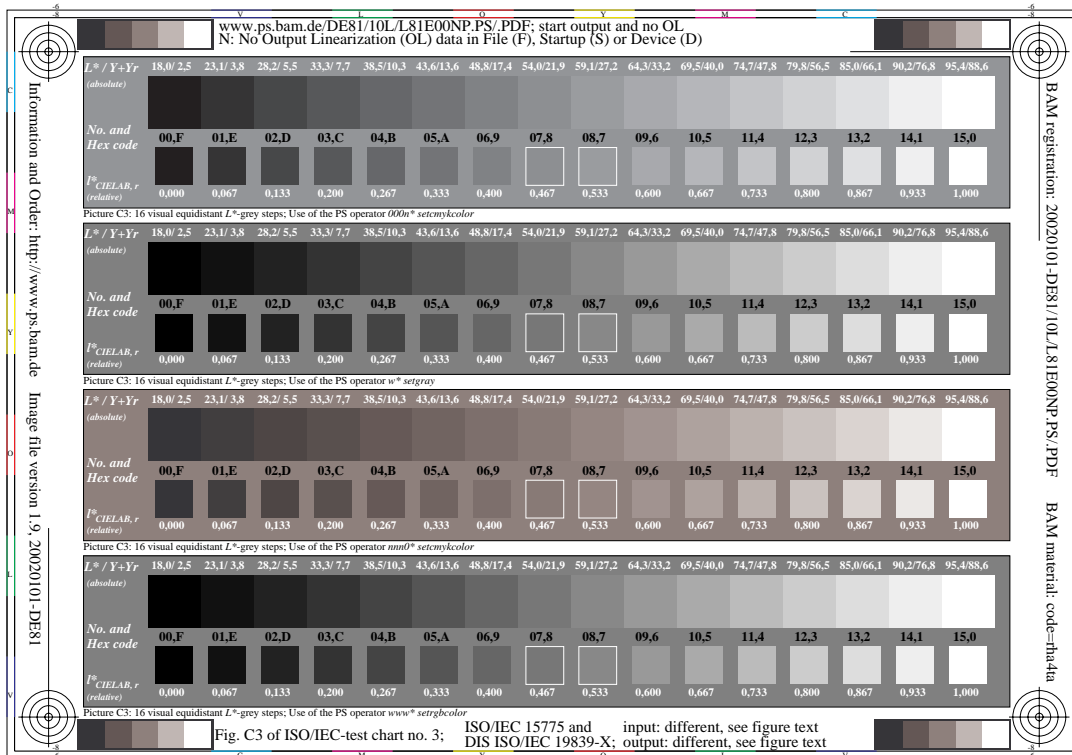 www.ps.bam.de/DE81/10L/L81E00NP.PS/.PDF; start output and no OL
N: No Output Linearization (OL) data in File (F), Startup (S) or Device (D)
-6
-8
-6
-8
V L O Y M C
C
M
Y
O
L
V
Information and Order: http://www.ps.bam.de Image file version 1.9, 20020101-DE81
BAM registration: 20020101-DE81/10L/L81E00NP.PS/.PDF BAM material: code=rha4ta
L* / Y+Yr 18,0/ 2,5 23,1/ 3,8 28,2/ 5,5 33,3/ 7,7 38,5/10,3 43,6/13,6 48,8/17,4 54,0/21,9 59,1/27,2 64,3/33,2 69,5/40,0 74,7/47,8 79,8/56,5 85,0/66,1 90,2/76,8 95,4/88,6
(absolute)
No. and
Hex code
00,F 01,E 02,D 03,C 04,B 05,A 06,9 07,8 08,7 09,6 10,5 11,4 12,3 13,2 14,1 15,0
l*CIELAB, r
(relative)
0,000 0,067 0,133 0,200 0,267 0,333 0,400 0,467 0,533 0,600 0,667 0,733 0,800 0,867 0,933 1,000
Picture C3: 16 visual equidistant L*-grey steps; Use of the PS operator 000n* setcmykcolor
L* / Y+Yr 18,0/ 2,5 23,1/ 3,8 28,2/ 5,5 33,3/ 7,7 38,5/10,3 43,6/13,6 48,8/17,4 54,0/21,9 59,1/27,2 64,3/33,2 69,5/40,0 74,7/47,8 79,8/56,5 85,0/66,1 90,2/76,8 95,4/88,6
(absolute)
No. and
Hex code
00,F 01,E 02,D 03,C 04,B 05,A 06,9 07,8 08,7 09,6 10,5 11,4 12,3 13,2 14,1 15,0
l*CIELAB, r
(relative)
0,000 0,067 0,133 0,200 0,267 0,333 0,400 0,467 0,533 0,600 0,667 0,733 0,800 0,867 0,933 1,000
Picture C3: 16 visual equidistant L*-grey steps; Use of the PS operator w* setgray
L* / Y+Yr 18,0/ 2,5 23,1/ 3,8 28,2/ 5,5 33,3/ 7,7 38,5/10,3 43,6/13,6 48,8/17,4 54,0/21,9 59,1/27,2 64,3/33,2 69,5/40,0 74,7/47,8 79,8/56,5 85,0/66,1 90,2/76,8 95,4/88,6
(absolute)
No. and
Hex code
00,F 01,E 02,D 03,C 04,B 05,A 06,9 07,8 08,7 09,6 10,5 11,4 12,3 13,2 14,1 15,0
l*CIELAB, r
(relative)
0,000 0,067 0,133 0,200 0,267 0,333 0,400 0,467 0,533 0,600 0,667 0,733 0,800 0,867 0,933 1,000
Picture C3: 16 visual equidistant L*-grey steps; Use of the PS operator nnn0* setcmykcolor
L* / Y+Yr 18,0/ 2,5 23,1/ 3,8 28,2/ 5,5 33,3/ 7,7 38,5/10,3 43,6/13,6 48,8/17,4 54,0/21,9 59,1/27,2 64,3/33,2 69,5/40,0 74,7/47,8 79,8/56,5 85,0/66,1 90,2/76,8 95,4/88,6
(absolute)
No. and
Hex code
00,F 01,E 02,D 03,C 04,B 05,A 06,9 07,8 08,7 09,6 10,5 11,4 12,3 13,2 14,1 15,0
l*CIELAB, r
(relative)
0,000 0,067 0,133 0,200 0,267 0,333 0,400 0,467 0,533 0,600 0,667 0,733 0,800 0,867 0,933 1,000
Picture C3: 16 visual equidistant L*-grey steps; Use of the PS operator www* setrgbcolor
Fig. C3 of ISO/IEC-test chart no. 3;
ISO/IEC 15775 and input: different, see figure text
DIS ISO/IEC 19839-X; output: different, see figure text